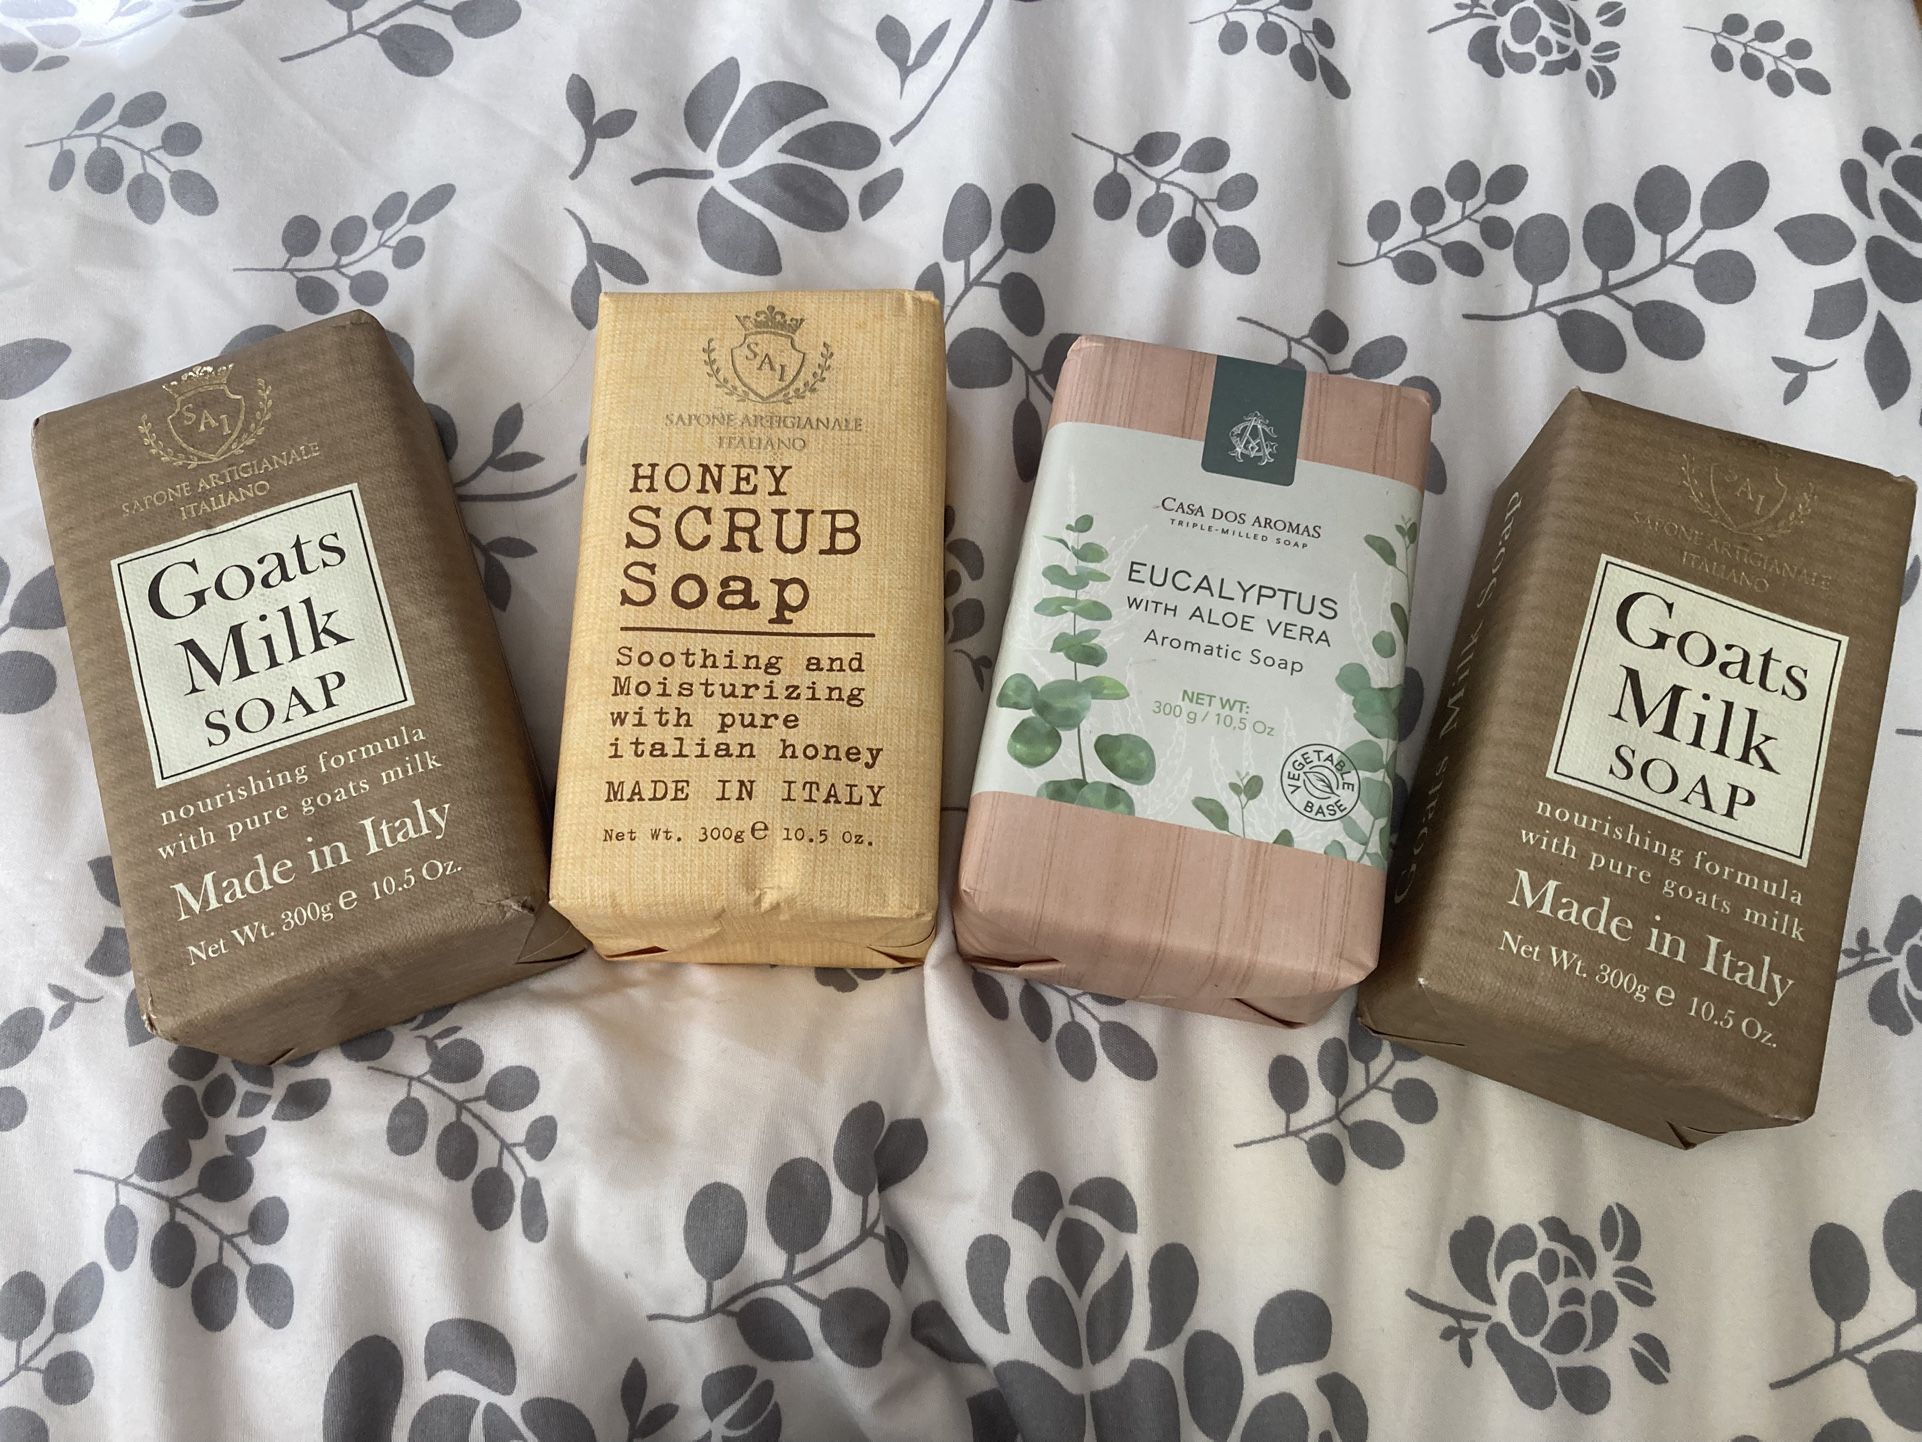 SAI
SAPONE ARTIGIANALE
ITALIANO
Goats
Milk
SOAP
nourishing formula
with pure goats milk
Made in Italy
Net Wt. 300g e 10.5 Oz.
SAI
SAPONE ARTIGIANALE
ITALIANO
HONEY
SCRUB
Soap
Soothing and
Moisturizing
with pure
italian honey
MADE IN ITALY
Net Wt. 300g e 10.5 Oz.
CASA DOS AROMAS
TRIPLE-MILLED SOAP
EUCALYPTUS
WITH ALOE VERA
Aromatic Soap
NET WT:
300 g / 10,5 Oz
VEGETABLE
BASE
Goats Milk Soap
SAI
SAPONE ARTIGIANALE
ITALIANO
Goats
Milk
SOAP
nourishing formula
with pure goats milk
Made in Italy
Net Wt. 300g e 10.5 Oz.